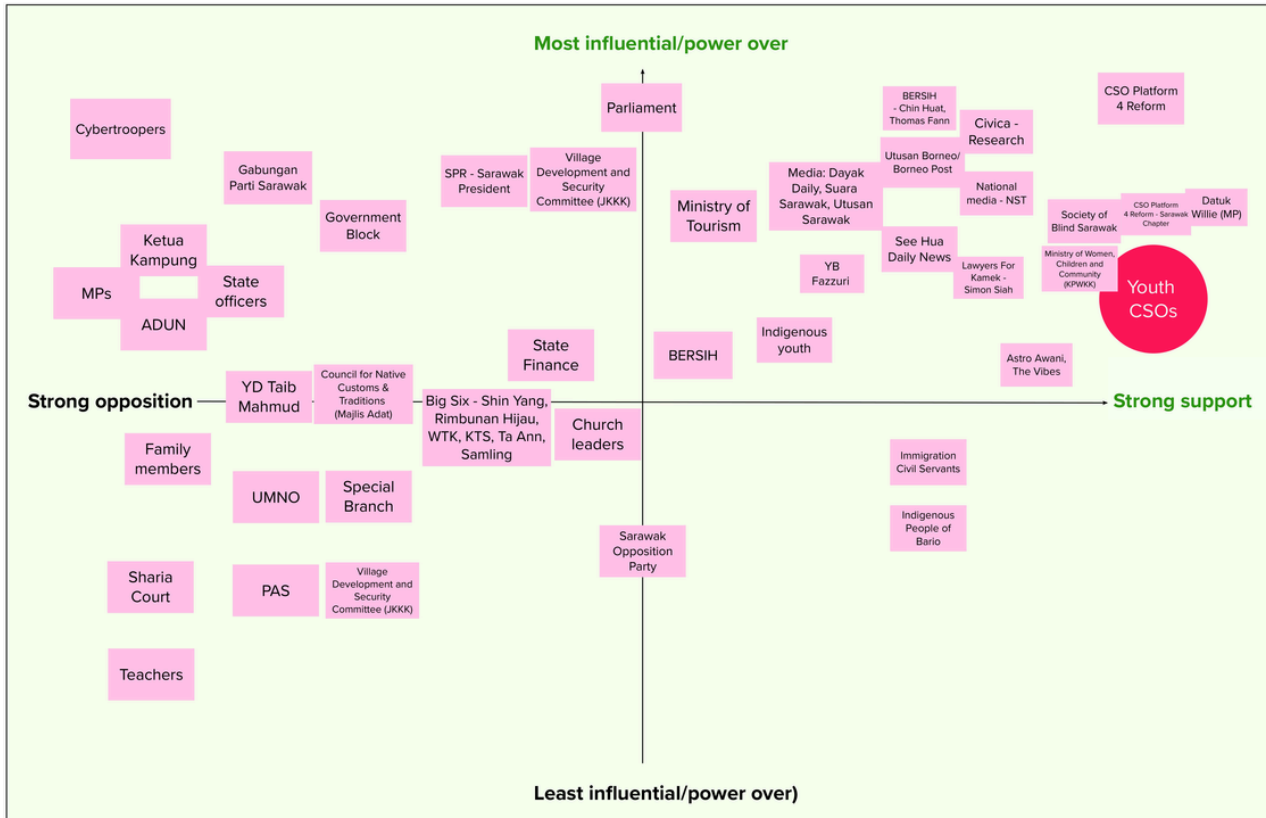 Most influential/power over
Parliament
Cybertroopers
CSO Platform
4 Reform
BERSIH
- Chin Huat,
Thomas Fann
Civica -
Research
Gabungan
Parti Sarawak
SPR - Sarawak
President
Village
Development and
Security
Committee (JKKK)
Utusan Borneo/
Borneo Post
Media: Dayak
Daily, Suara
Sarawak, Utusan
Sarawak
National
media - NST
Government
Block
Ministry of
Tourism
Society of
Blind Sarawak
CSO Platform
4 Reform - Sarawak
Chapter
Datuk
Willie (MP)
Ketua
Kampung
MPs
State
officers
ADUN
See Hua
Daily News
YB
Fazzuri
Lawyers For
Kamek -
Simon Siah
Ministry of Women,
Children and
Community
(KPWKK)
Youth
CSOs
State
Finance
BERSIH
Indigenous
youth
Astro Awani,
The Vibes
Strong opposition
YD Taib
Mahmud
Council for Native
Customs &
Traditions
(Majlis Adat)
Big Six - Shin Yang,
Rimbunan Hijau,
WTK, KTS, Ta Ann,
Samling
Church
leaders
Strong support
Family
members
UMNO
Special
Branch
Immigration
Civil Servants
Indigenous
People of
Bario
Sarawak
Opposition
Party
Sharia
Court
PAS
Village
Development and
Security
Committee (JKKK)
Teachers
Least influential/power over)